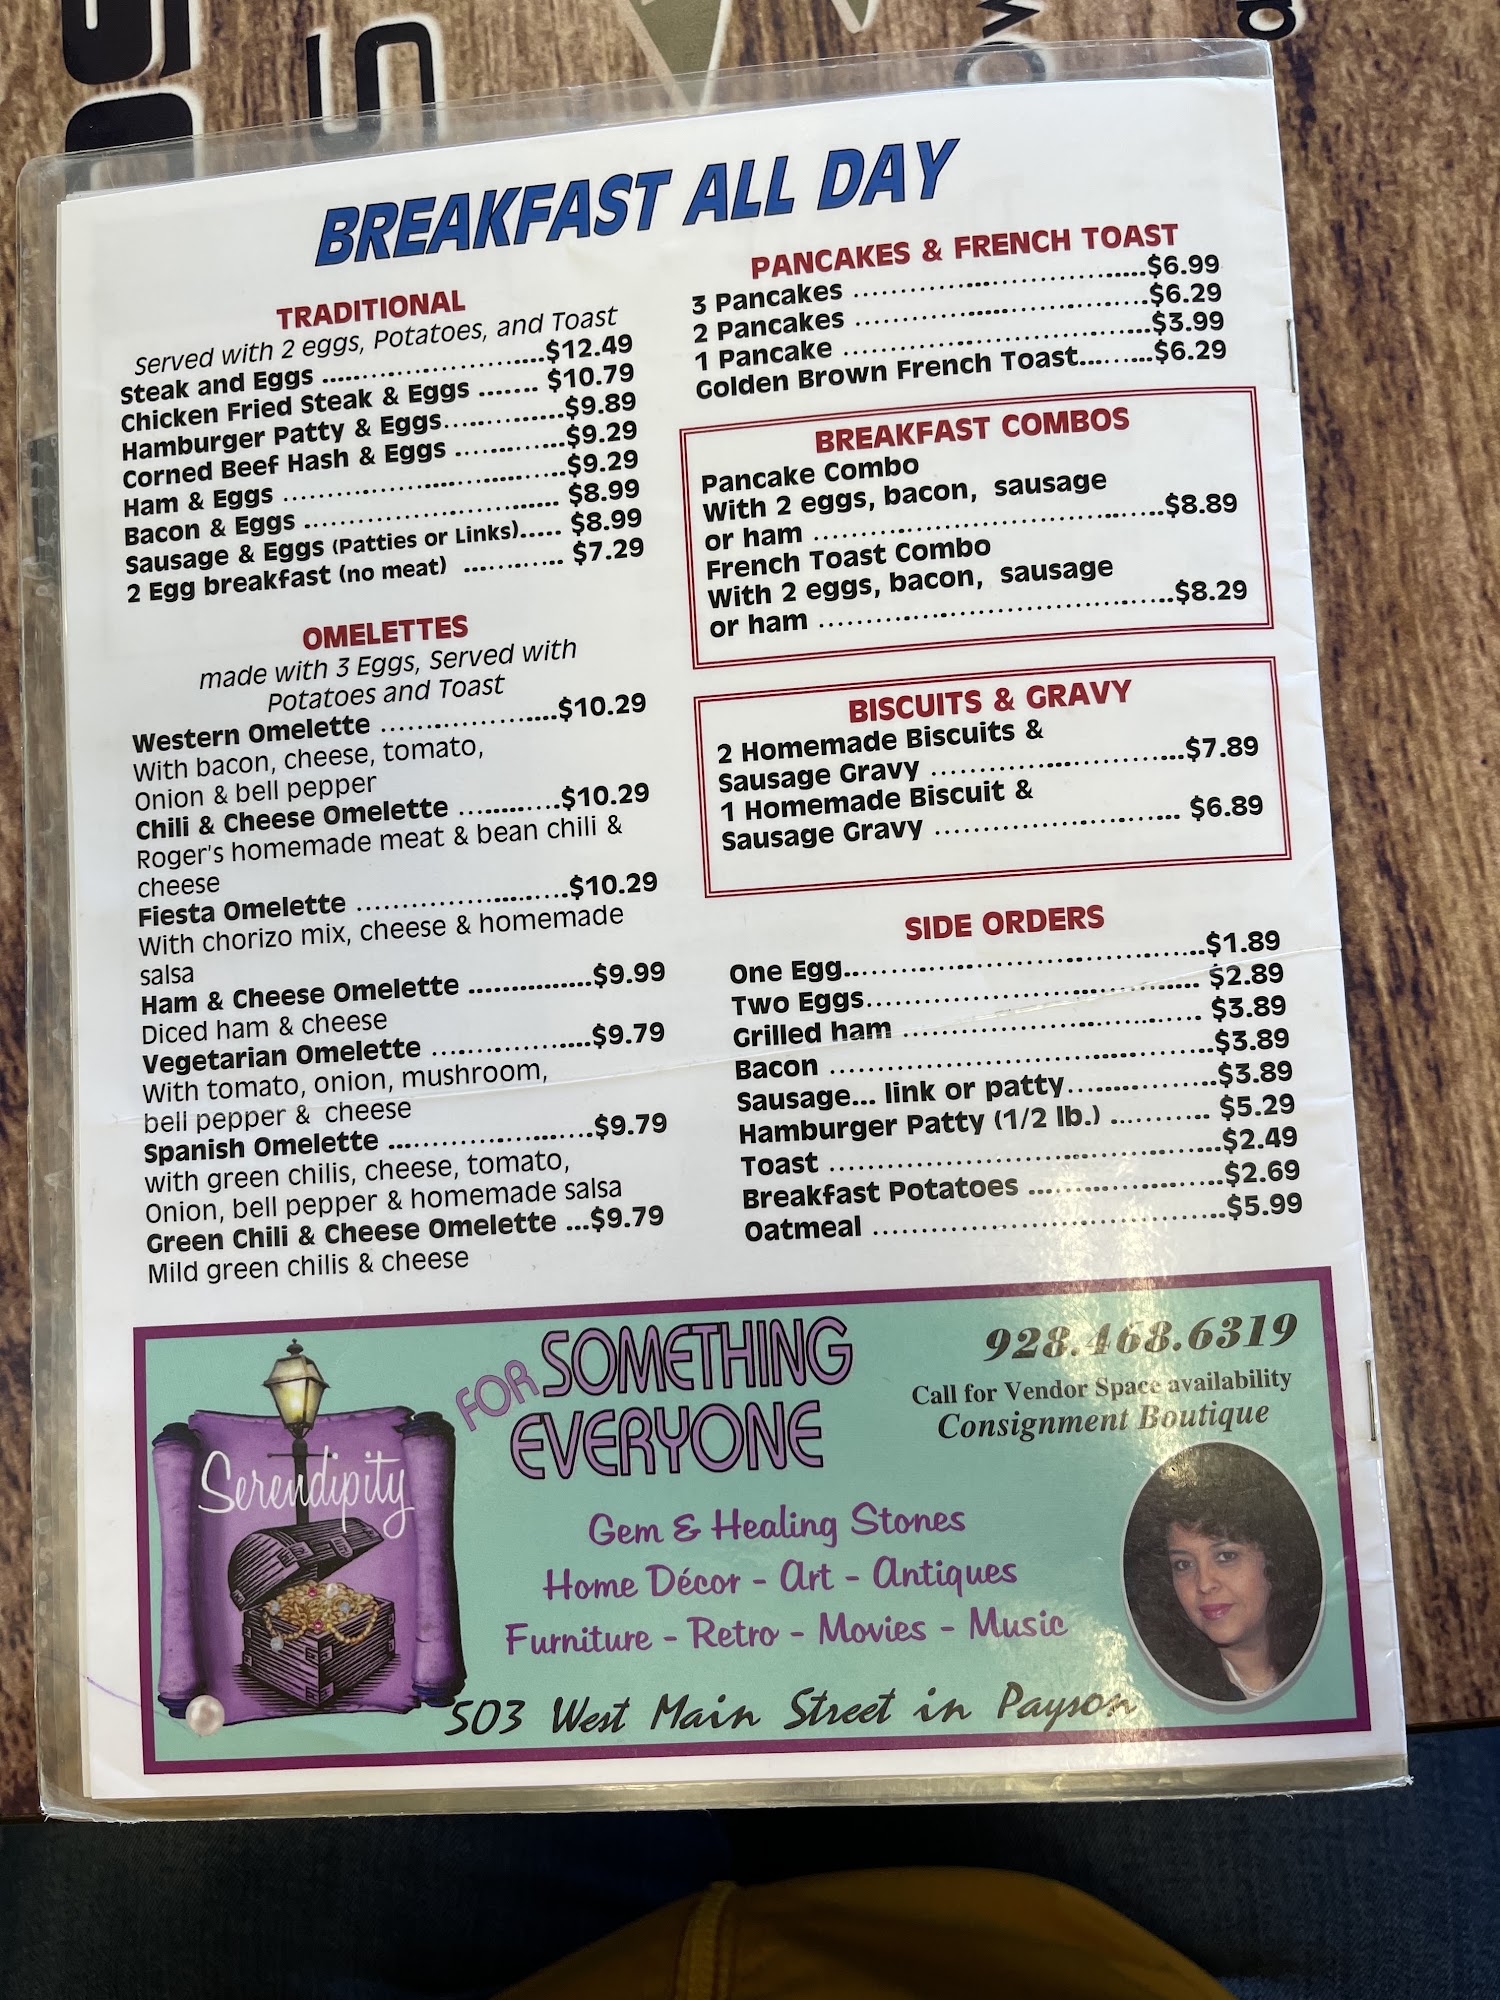 BREAKFAST ALL DAY
TRADITIONAL
Served with 2 eggs, Potatoes, and Toast
Steak and Eggs ........................... $12.49
Chicken Fried Steak & Eggs ....... $10.79
Hamburger Patty & Eggs............... $9.89
Corned Beef Hash & Eggs ............. $9.29
Ham & Eggs .................................... $9.29
Bacon & Eggs ................................ $8.99
Sausage & Eggs (Patties or Links)..... $8.99
2 Egg breakfast (no meat) ............ $7.29
OMELETTES
made with 3 Eggs, Served with
Potatoes and Toast
Western Omelette ...................... $10.29
With bacon, cheese, tomato,
Onion & bell pepper
Chili & Cheese Omelette ............. $10.29
Roger's homemade meat & bean chili &
cheese
Fiesta Omelette ........................... $10.29
With chorizo mix, cheese & homemade
salsa
Ham & Cheese Omelette ............... $9.99
Diced ham & cheese
Vegetarian Omelette .................... $9.79
With tomato, onion, mushroom,
bell pepper & cheese
Spanish Omelette ......................... $9.79
with green chilis, cheese, tomato,
Onion, bell pepper & homemade salsa
Green Chili & Cheese Omelette ... $9.79
Mild green chilis & cheese
PANCAKES & FRENCH TOAST
3 Pancakes .................................... $6.99
2 Pancakes .................................... $6.29
1 Pancake ...................................... $3.99
Golden Brown French Toast......... $6.29
BREAKFAST COMBOS
Pancake Combo
With 2 eggs, bacon, sausage
or ham ........................................... $8.89
French Toast Combo
With 2 eggs, bacon, sausage
or ham ........................................... $8.29
BISCUITS & GRAVY
2 Homemade Biscuits &
Sausage Gravy ............................... $7.89
1 Homemade Biscuit &
Sausage Gravy ............................... $6.89
SIDE ORDERS
One Egg........................................... $1.89
Two Eggs......................................... $2.89
Grilled ham .................................... $3.89
Bacon .............................................. $3.89
Sausage... link or patty.................. $3.89
Hamburger Patty (1/2 lb.) ............ $5.29
Toast ............................................... $2.49
Breakfast Potatoes ........................ $2.69
Oatmeal .......................................... $5.99
Serendipity
FOR SOMETHING
EVERYONE
928.468.6319
Call for Vendor Space availability
Consignment Boutique
Gem & Healing Stones
Home Décor - Art - Antiques
Furniture - Retro - Movies - Music
503 West Main Street in Payson